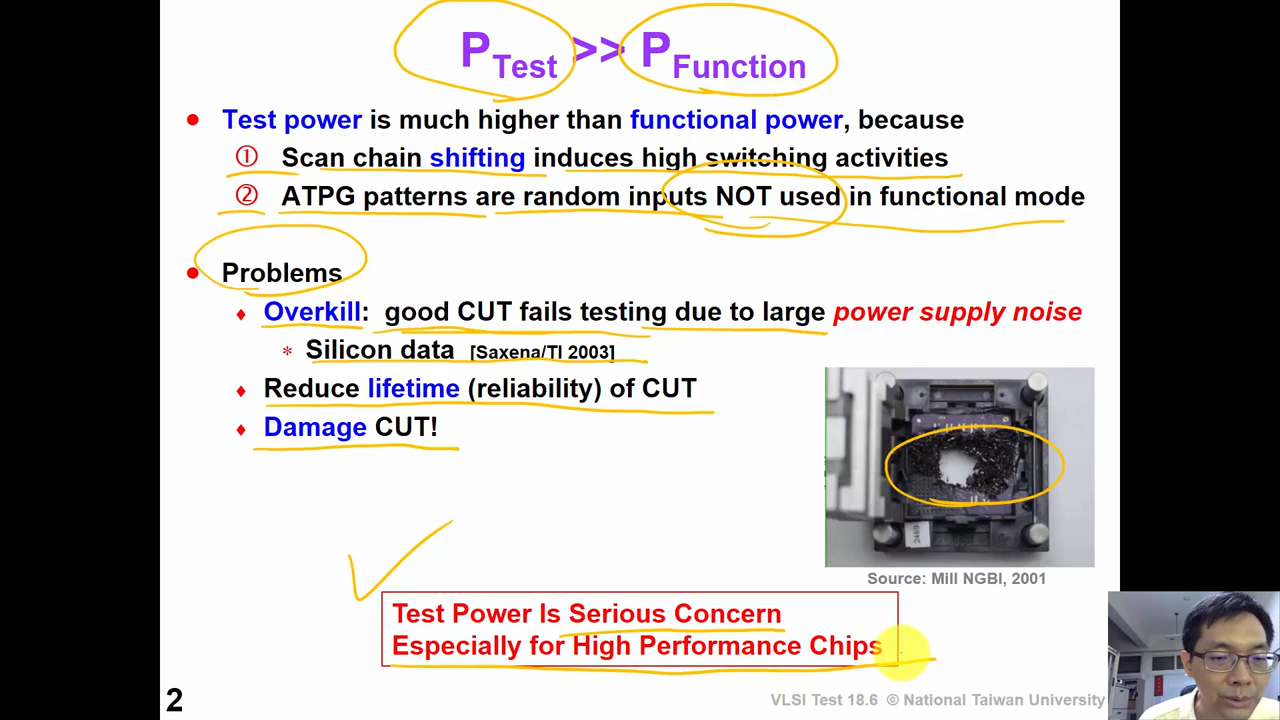 P Test >> P Function
• Test power is much higher than functional power, because
① Scan chain shifting induces high switching activities
② ATPG patterns are random inputs NOT used in functional mode
• Problems
♦ Overkill: good CUT fails testing due to large power supply noise
* Silicon data [Saxena/TI 2003]
♦ Reduce lifetime (reliability) of CUT
♦ Damage CUT!
2469
Source: Mill NGBI, 2001
Test Power Is Serious Concern
Especially for High Performance Chips
2
VLSI Test 18.6 © National Taiwan University